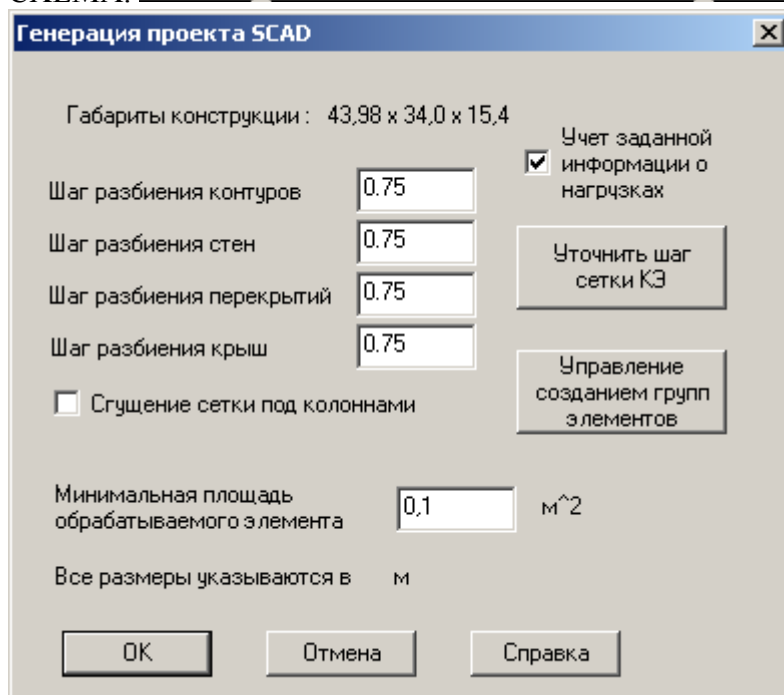 СХЕМА.
Генерация проекта SCAD
Габариты конструкции : 43,98 x 34,0 x 15,4
Учет заданной
информации о
нагрузках
Шаг разбиения контуров 0.75
Шаг разбиения стен 0.75
Уточнить шаг
сетки КЭ
Шаг разбиения перекрытий 0.75
Шаг разбиения крыш 0.75
Управление
созданием групп
элементов
Сгущение сетки под колоннами
Минимальная площадь
обрабатываемого элемента 0,1 м^2
Все размеры указываются в м
OK Отмена Справка